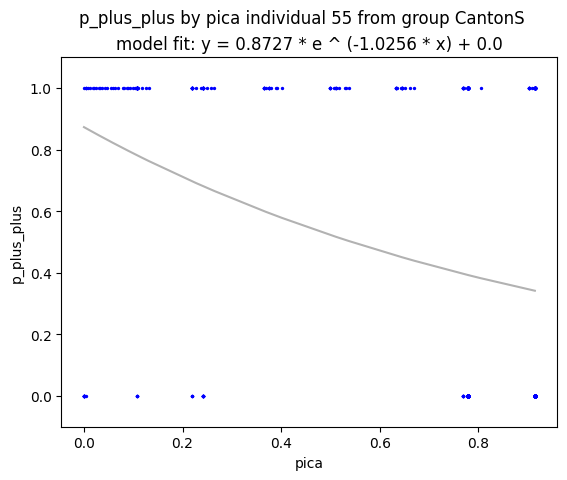 p_plus_plus by pica individual 55 from group CantonS
model fit: y = 0.8727 * e ^ (-1.0256 * x) + 0.0
1.0
0.8
0.6
0.4
0.2
0.0
p_plus_plus
0.0 0.2 0.4 0.6 0.8
pica